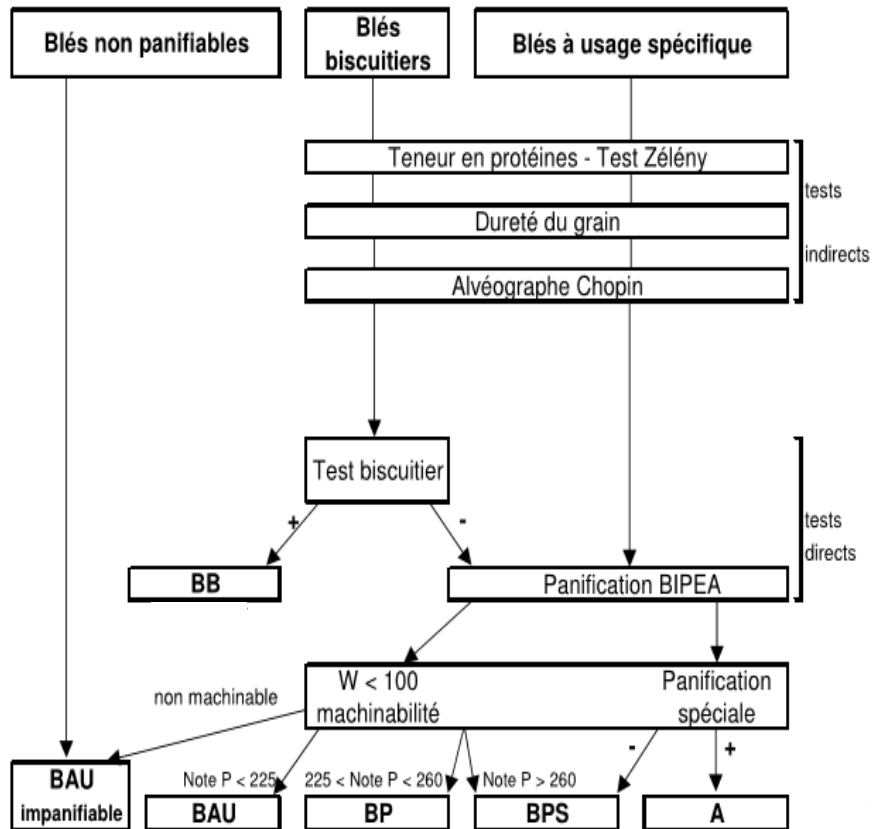 Blés non panifiables
Blés
biscuitiers
Blés à usage spécifique
Teneur en protéines - Test Zélény
tests
Dureté du grain
indirects
Alvéographe Chopin
Test biscuitier
+
-
tests
directs
BB
Panification BIPEA
non machinable
W < 100
machinabilité
Panification
spéciale
-
+
BAU
impanifiable
Note P < 225
225 < Note P < 260
Note P > 260
BAU
BP
BPS
A